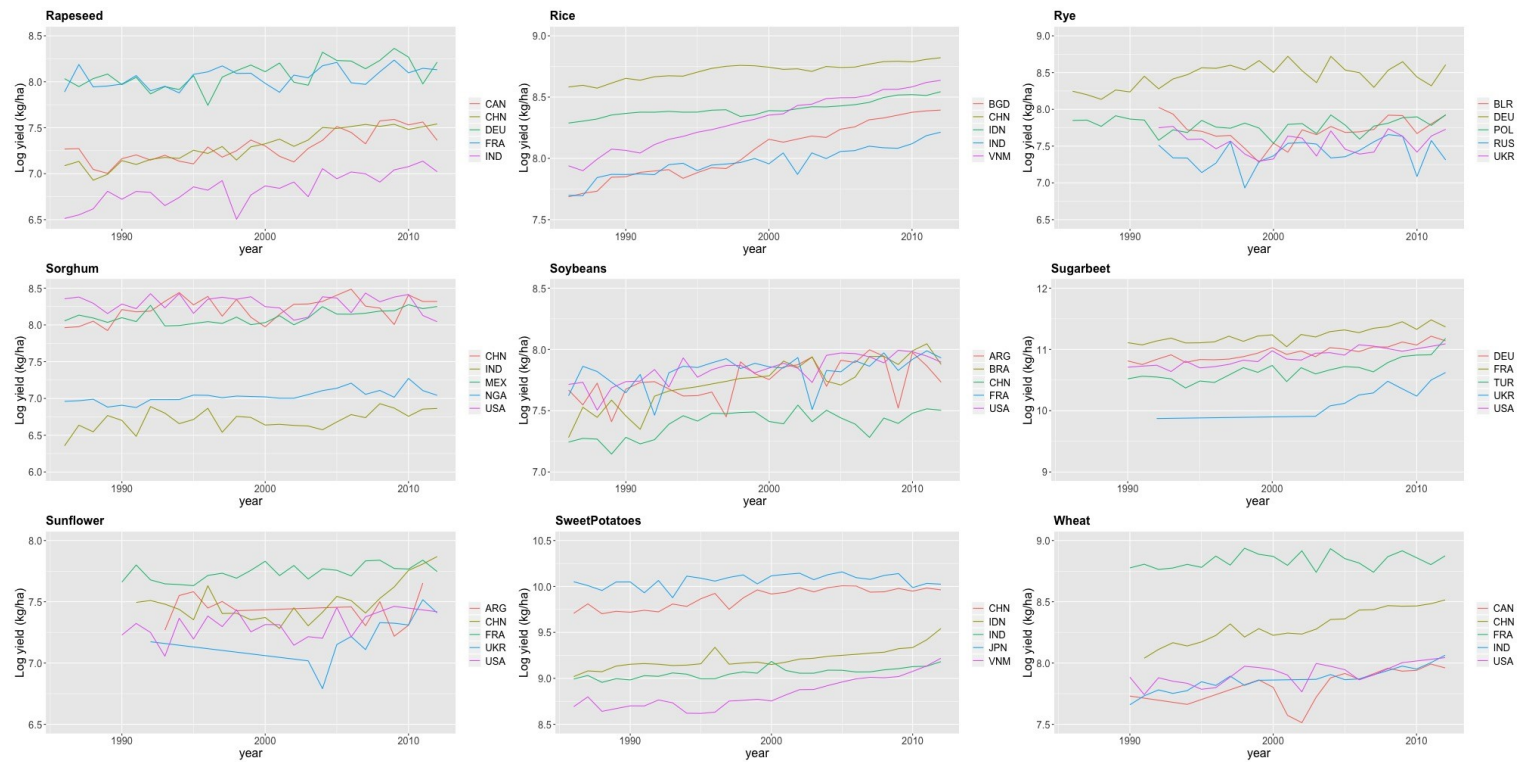 Rapeseed
Log yield (kg/ha)
8.5
8.0
7.5
7.0
6.5
1990
2000
2010
year
CAN
CHN
DEU
FRA
IND
Rice
Log yield (kg/ha)
9.0
8.5
8.0
7.5
1990
2000
2010
year
BGD
CHN
IDN
IND
VNM
Rye
Log yield (kg/ha)
9.0
8.5
8.0
7.5
7.0
6.5
1990
2000
2010
year
BLR
DEU
POL
RUS
UKR
Sorghum
Log yield (kg/ha)
8.5
8.0
7.5
7.0
6.5
6.0
1990
2000
2010
year
CHN
IND
MEX
NGA
USA
Soybeans
Log yield (kg/ha)
8.5
8.0
7.5
7.0
1990
2000
2010
year
ARG
BRA
CHN
FRA
USA
Sugarbeet
Log yield (kg/ha)
12
11
10
9
1990
2000
2010
year
DEU
FRA
TUR
UKR
USA
Sunflower
Log yield (kg/ha)
8.0
7.5
7.0
6.5
1990
2000
2010
year
ARG
CHN
FRA
UKR
USA
SweetPotatoes
Log yield (kg/ha)
10.5
10.0
9.5
9.0
8.5
1990
2000
2010
year
CHN
IDN
IND
JPN
VNM
Wheat
Log yield (kg/ha)
9.0
8.5
8.0
7.5
1990
2000
2010
year
CAN
CHN
FRA
IND
USA